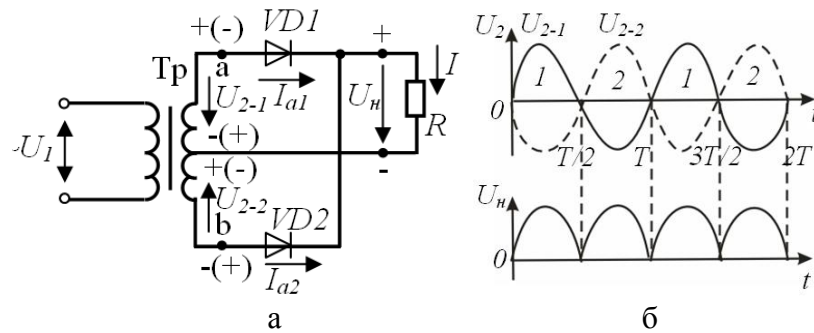 +(-) VD1 +
Tp a
I
U2-1 Ia1 Uн
R
~U1
-(+)
+(-) -
U2-2
b VD2
-(+)
Ia2
а
U2 U2-1 U2-2
1 2 1 2
0 t
T/2 T 3T/2 2T
Uн
0
t
б